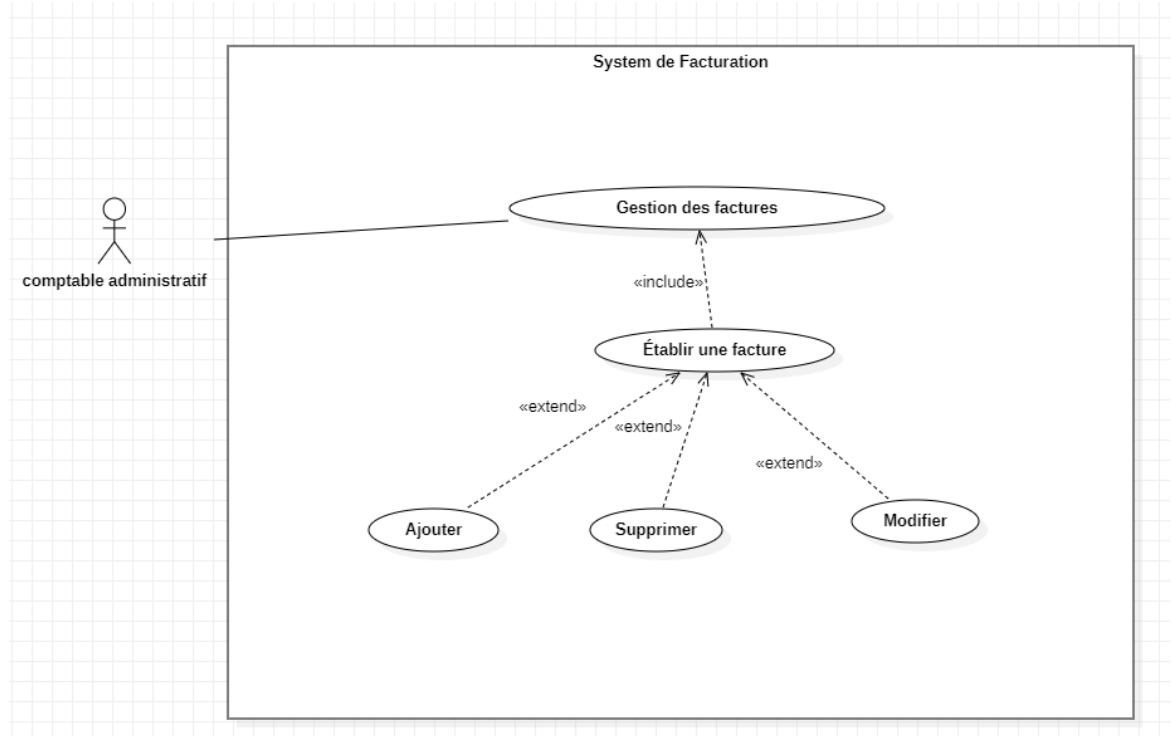 System de Facturation
Gestion des factures
comptable administratif
«include»
Établir une facture
«extend»
«extend»
«extend»
Ajouter
Supprimer
Modifier